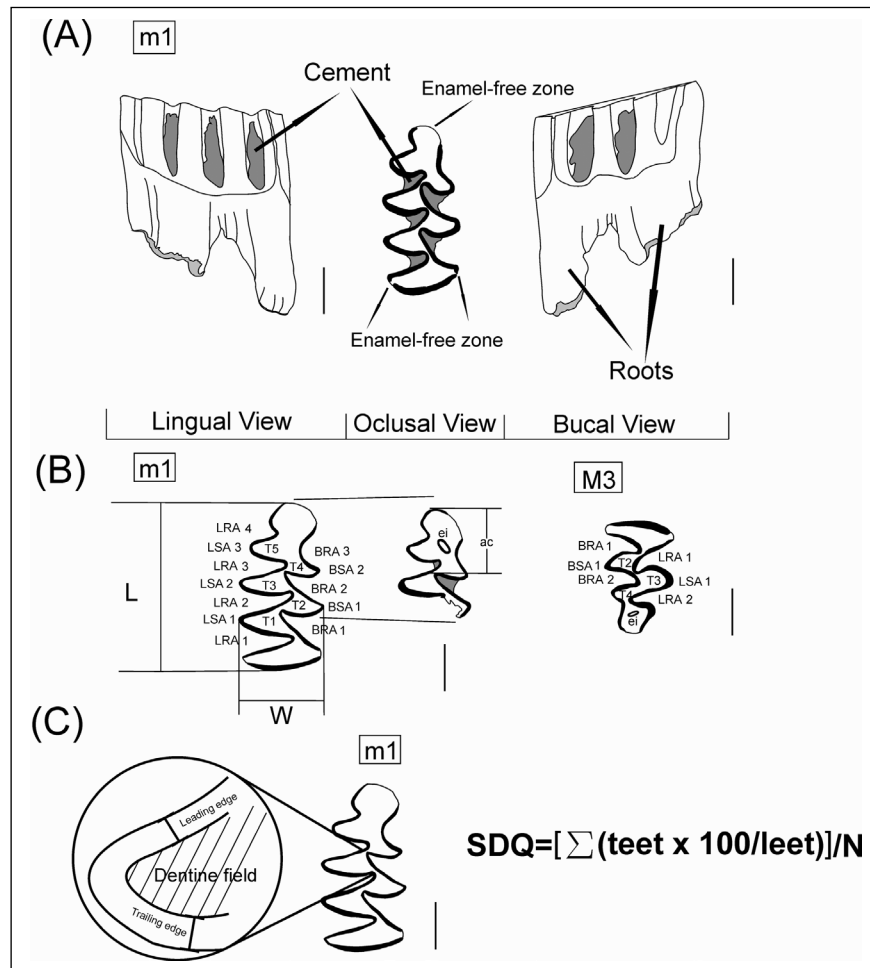 (A)
m1
Cement
Enamel-free zone
Enamel-free zone
Roots
Lingual View
Oclusal View
Bucal View
(B)
m1
M3
L
LRA 4
LSA 3
LRA 3
LSA 2
LRA 2
LSA 1
LRA 1
T5
T4
T3
T2
T1
BRA 3
BSA 2
BRA 2
BSA 1
BRA 1
W
ei
ac
BRA 1
BSA 1
BRA 2
T2
T3
T4
ei
LRA 1
LSA 1
LRA 2
(C)
m1
Leading edge
Dentine field
Trailing edge
SDQ=[∑(teet x 100/leet)]/N